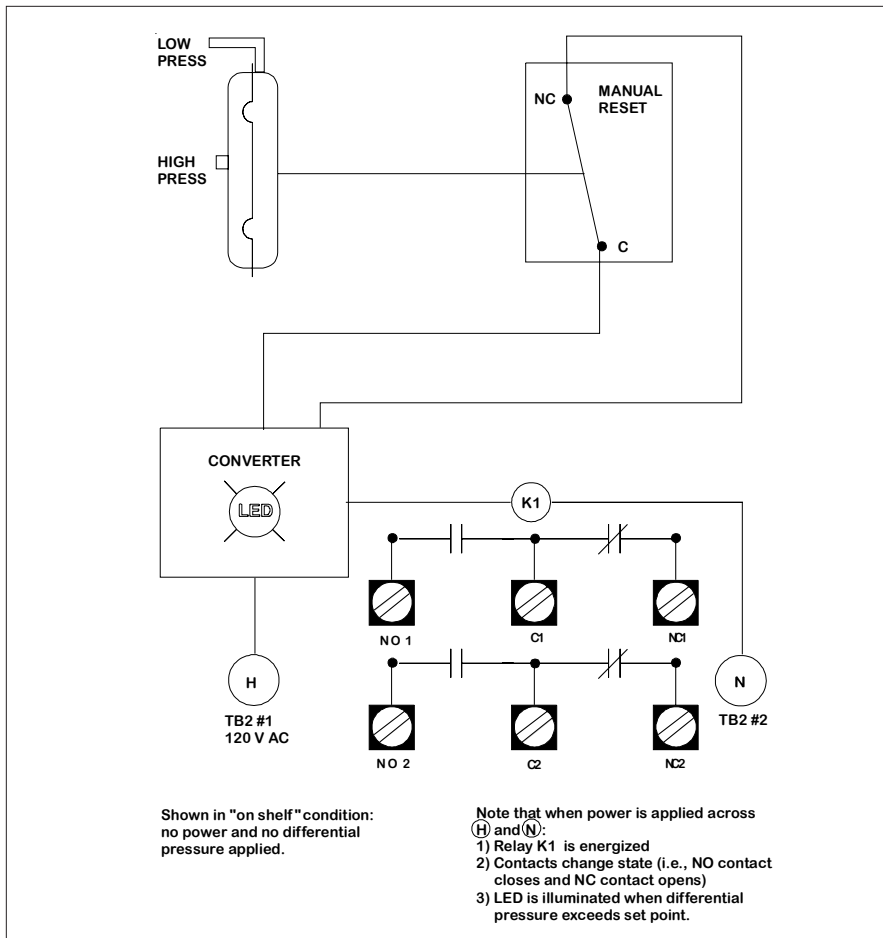 LOW
PRESS
HIGH
PRESS
NC
MANUAL
RESET
C
CONVERTER
LED
K1
NO 1
C1
NC1
H
N
TB2 #1
120 V AC
TB2 #2
NO 2
C2
NC2
Shown in "on shelf" condition:
no power and no differential
pressure applied.
Note that when power is applied across
H and N:
1) Relay K1 is energized
2) Contacts change state (i.e., NO contact
closes and NC contact opens)
3) LED is illuminated when differential
pressure exceeds set point.